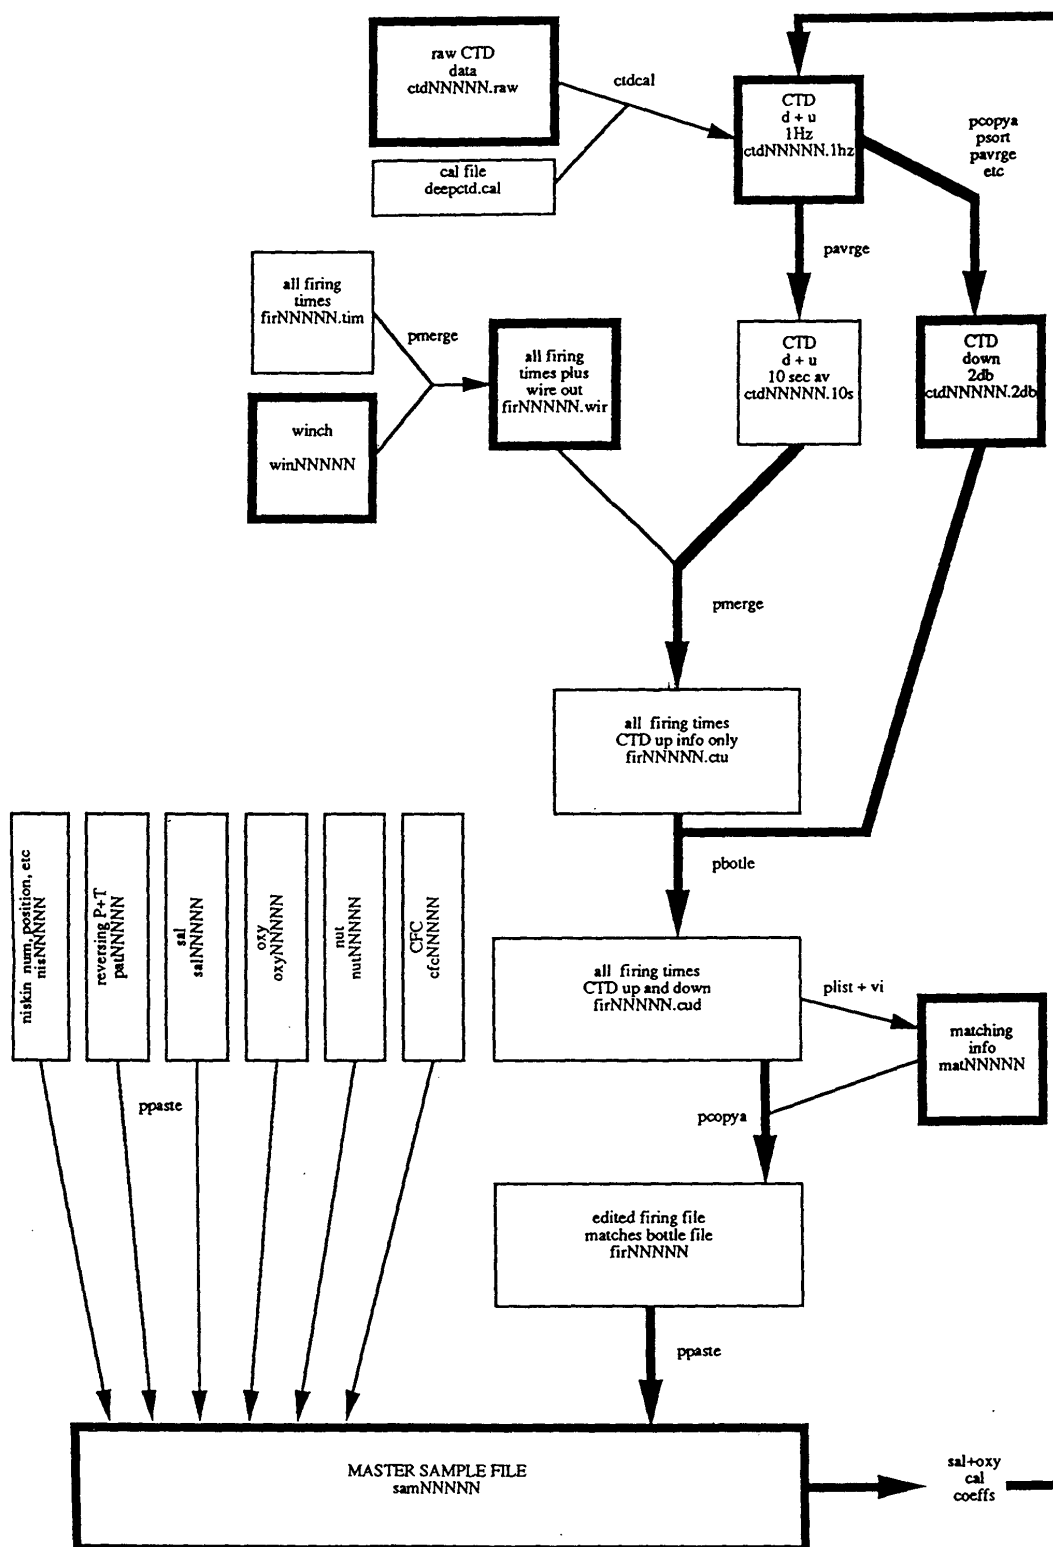 raw CTD
data
ctdNNNNN.raw
ctdcal
cal file
deepctd.cal
CTD
d + u
1Hz
ctdNNNNN.1hz
pcopya
psort
pavrge
etc
pavrge
all firing
times
firNNNNN.tim
pmerge
winch
winNNNNN
all firing
times plus
wire out
firNNNNN.wir
CTD
d + u
10 sec av
ctdNNNNN.10s
CTD
down
2db
ctdNNNNN.2db
pmerge
all firing times
CTD up info only
firNNNNN.ctu
pbotle
niskin num, position, etc
nisNNNNN
reversing P+T
patNNNNN
sal
salNNNNN
oxy
oxyNNNNN
nut
nutNNNNN
CFC
cfcNNNNN
all firing times
CTD up and down
firNNNNN.cud
plist + vi
matching
info
matNNNNN
ppaste
pcopya
edited firing file
matches bottle file
firNNNNN
ppaste
MASTER SAMPLE FILE
samNNNNN
sal+oxy
cal
coeffs